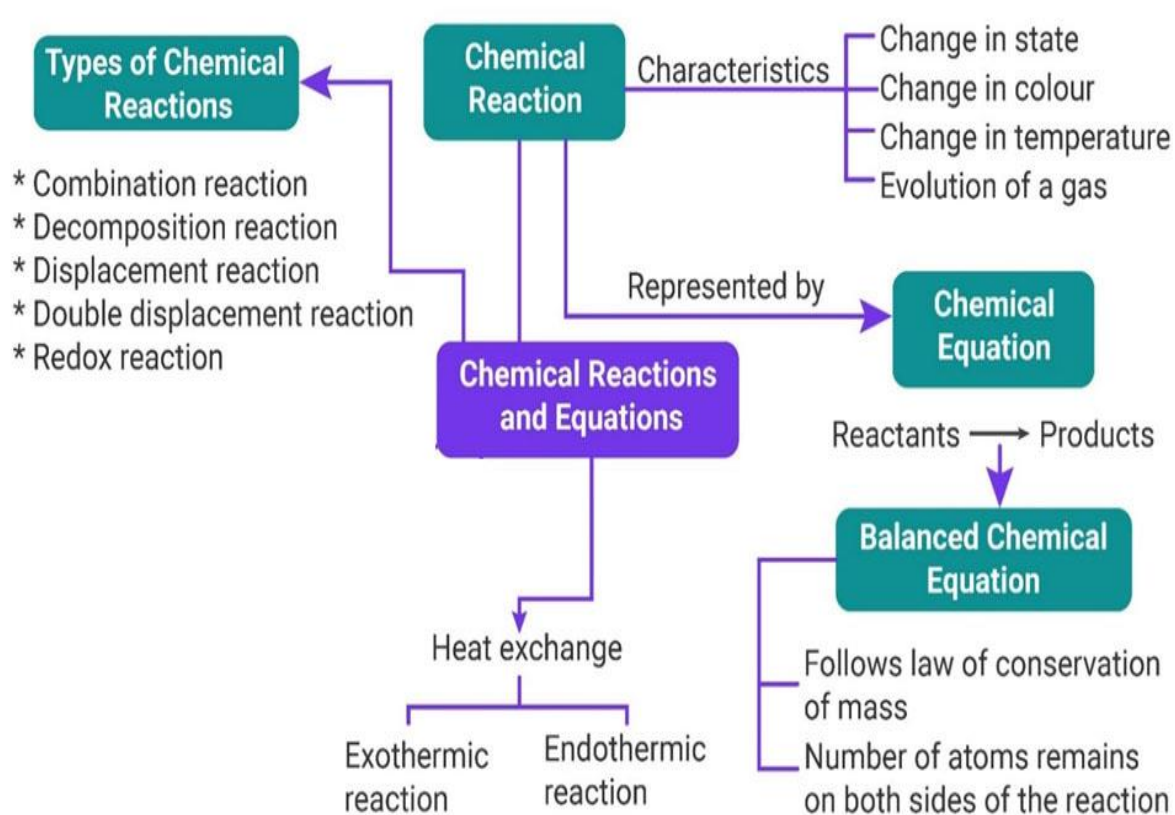 Types of Chemical
Reactions
* Combination reaction
* Decomposition reaction
* Displacement reaction
* Double displacement reaction
* Redox reaction
Chemical
Reaction
Characteristics
Change in state
Change in colour
Change in temperature
Evolution of a gas
Represented by
Chemical
Equation
Reactants → Products
Chemical Reactions
and Equations
Balanced Chemical
Equation
Follows law of conservation
of mass
Number of atoms remains
on both sides of the reaction
Heat exchange
Exothermic
reaction
Endothermic
reaction